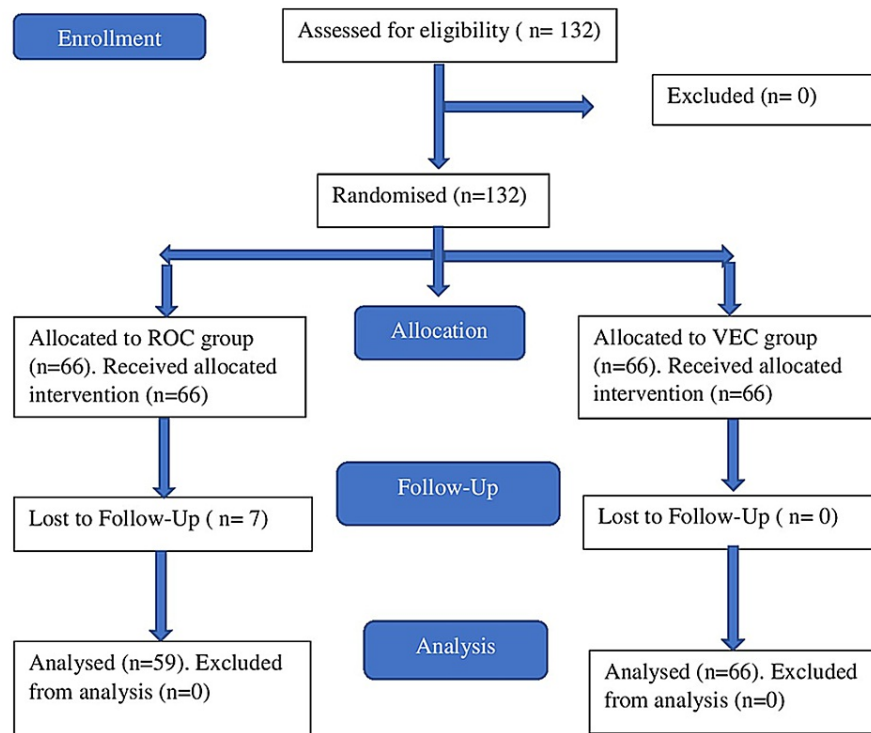 Enrollment
Assessed for eligibility ( n= 132)
Excluded (n= 0)
Randomised (n=132)
Allocated to ROC group
(n=66). Received allocated
intervention (n=66)
Allocation
Allocated to VEC group
(n=66). Received allocated
intervention (n=66)
Follow-Up
Lost to Follow-Up ( n= 7)
Lost to Follow-Up ( n= 0)
Analysis
Analysed (n=59). Excluded
from analysis (n=0)
Analysed (n=66). Excluded
from analysis (n=0)